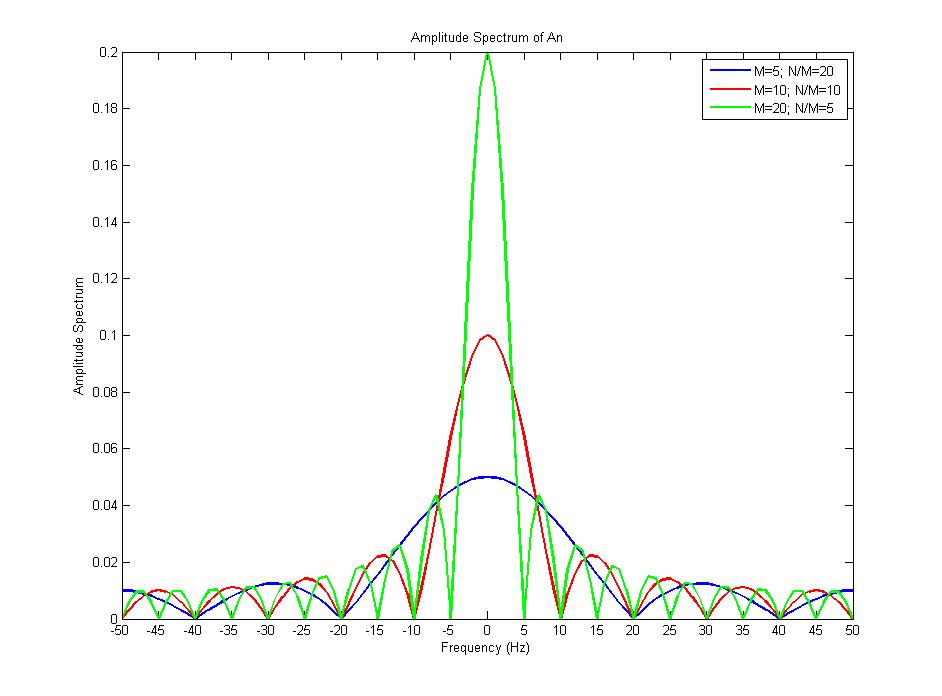 Amplitude Spectrum of An
M=5; N/M=20
M=10; N/M=10
M=20; N/M=5
0.2
0.18
0.16
0.14
0.12
0.1
0.08
0.06
0.04
0.02
0
Amplitude Spectrum
-50 -45 -40 -35 -30 -25 -20 -15 -10 -5 0 5 10 15 20 25 30 35 40 45 50
Frequency (Hz)